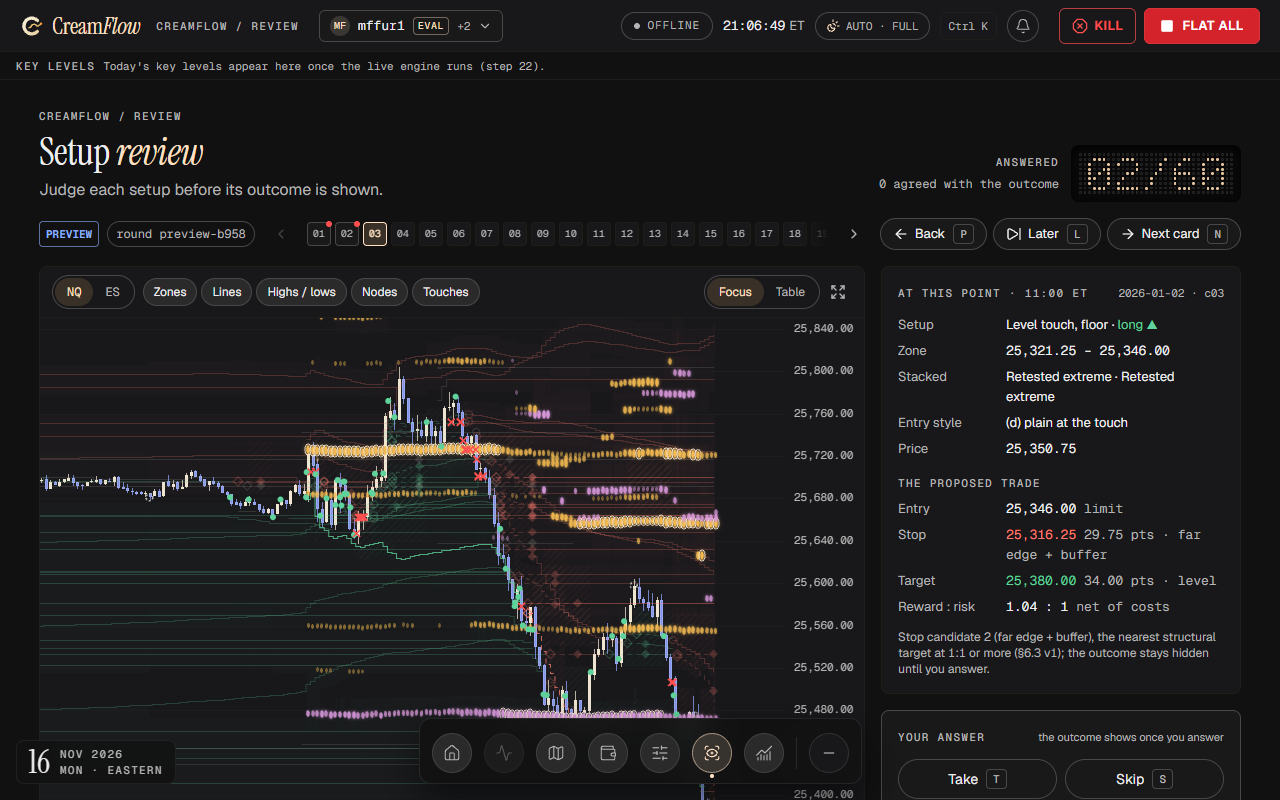 CreamFlow CREAMFLOW / REVIEW MF mffur1 EVAL +2 OFFLINE 21:06:49 ET AUTO · FULL Ctrl K KILL FLAT ALL
KEY LEVELS Today's key levels appear here once the live engine runs (step 22).
CREAMFLOW / REVIEW
Setup review
Judge each setup before its outcome is shown.
ANSWERED
0 agreed with the outcome
02/60
PREVIEW round preview-b958 01 02 03 04 05 06 07 08 09 10 11 12 13 14 15 16 17 18
Back P Later L Next card N
NQ ES Zones Lines Highs / lows Nodes Touches Focus Table
25,840.00
25,800.00
25,760.00
25,720.00
25,680.00
25,640.00
25,600.00
25,560.00
25,520.00
25,480.00
25,400.00
AT THIS POINT · 11:00 ET 2026-01-02 · c03
Setup Level touch, floor · long ▲
Zone 25,321.25 – 25,346.00
Stacked Retested extreme · Retested
extreme
Entry style (d) plain at the touch
Price 25,350.75
THE PROPOSED TRADE
Entry 25,346.00 limit
Stop 25,316.25 29.75 pts · far
edge + buffer
Target 25,380.00 34.00 pts · level
Reward : risk 1.04 : 1 net of costs
Stop candidate 2 (far edge + buffer), the nearest structural
target at 1:1 or more (§6.3 v1); the outcome stays hidden
until you answer.
YOUR ANSWER the outcome shows once you answer
Take T Skip S
16 NOV 2026
MON · EASTERN